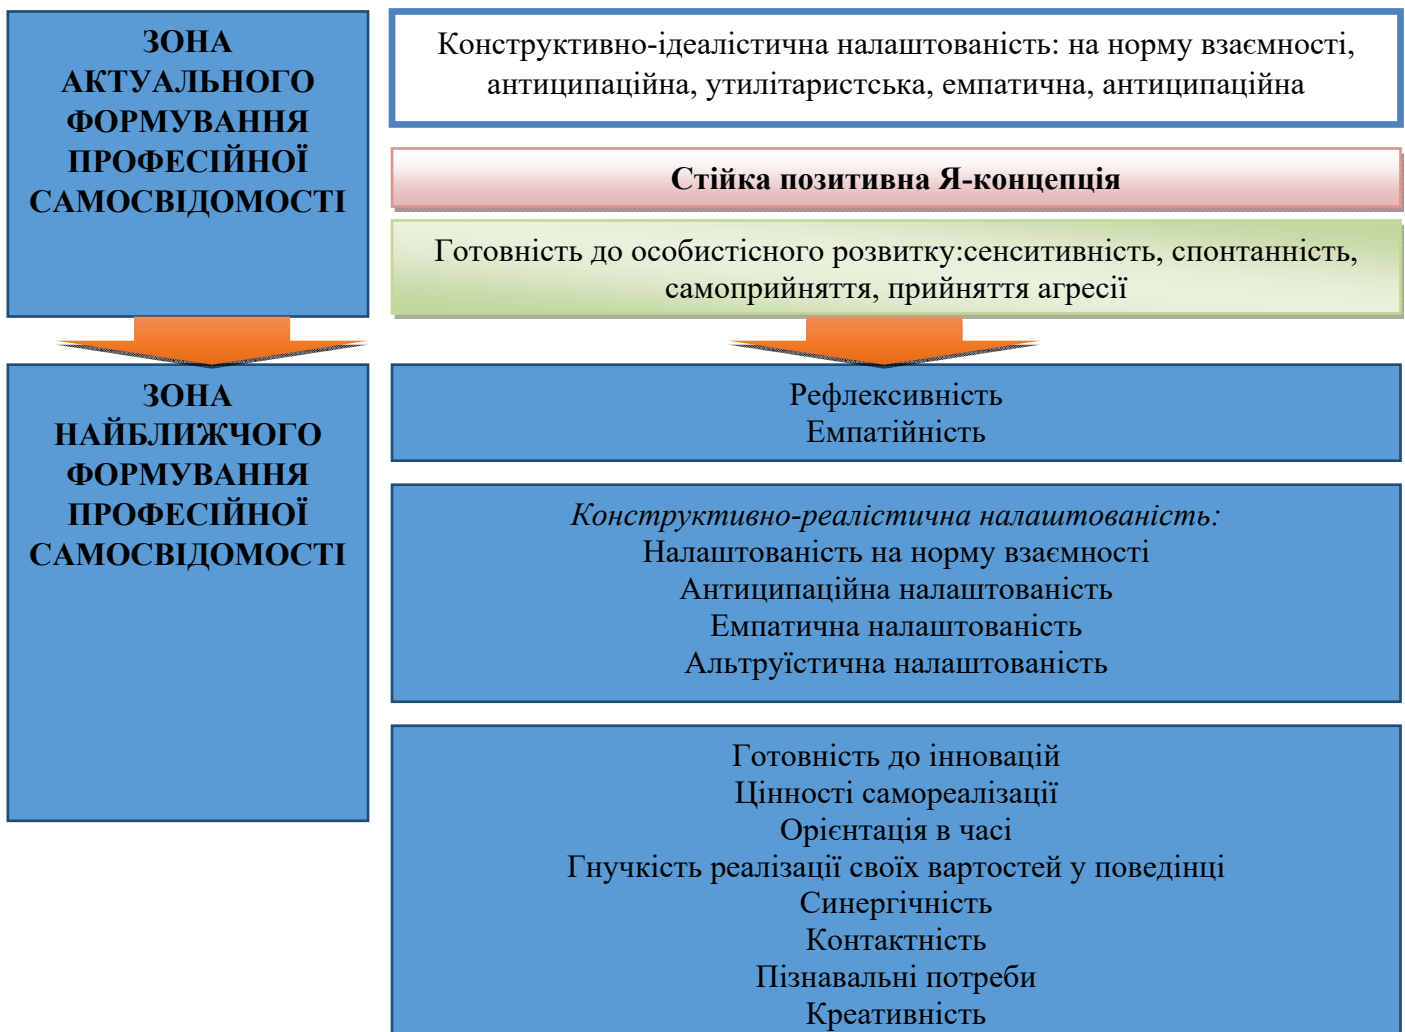 ЗОНА
АКТУАЛЬНОГО
ФОРМУВАННЯ
ПРОФЕСІЙНОЇ
САМОСВІДОМОСТІ
Конструктивно-ідеалістична налаштованість: на норму взаємності,
антиципаційна, утилітаристська, емпатична, антиципаційна
Стійка позитивна Я-концепція
Готовність до особистісного розвитку:сенситивність, спонтанність,
самоприйняття, прийняття агресії
ЗОНА
НАЙБЛИЖЧОГО
ФОРМУВАННЯ
ПРОФЕСІЙНОЇ
САМОСВІДОМОСТІ
Рефлексивність
Емпатійність
Конструктивно-реалістична налаштованість:
Налаштованість на норму взаємності
Антиципаційна налаштованість
Емпатична налаштованість
Альтруїстична налаштованість
Готовність до інновацій
Цінності самореалізації
Орієнтація в часі
Гнучкість реалізації своїх вартостей у поведінці
Синергічність
Контактність
Пізнавальні потреби
Креативність